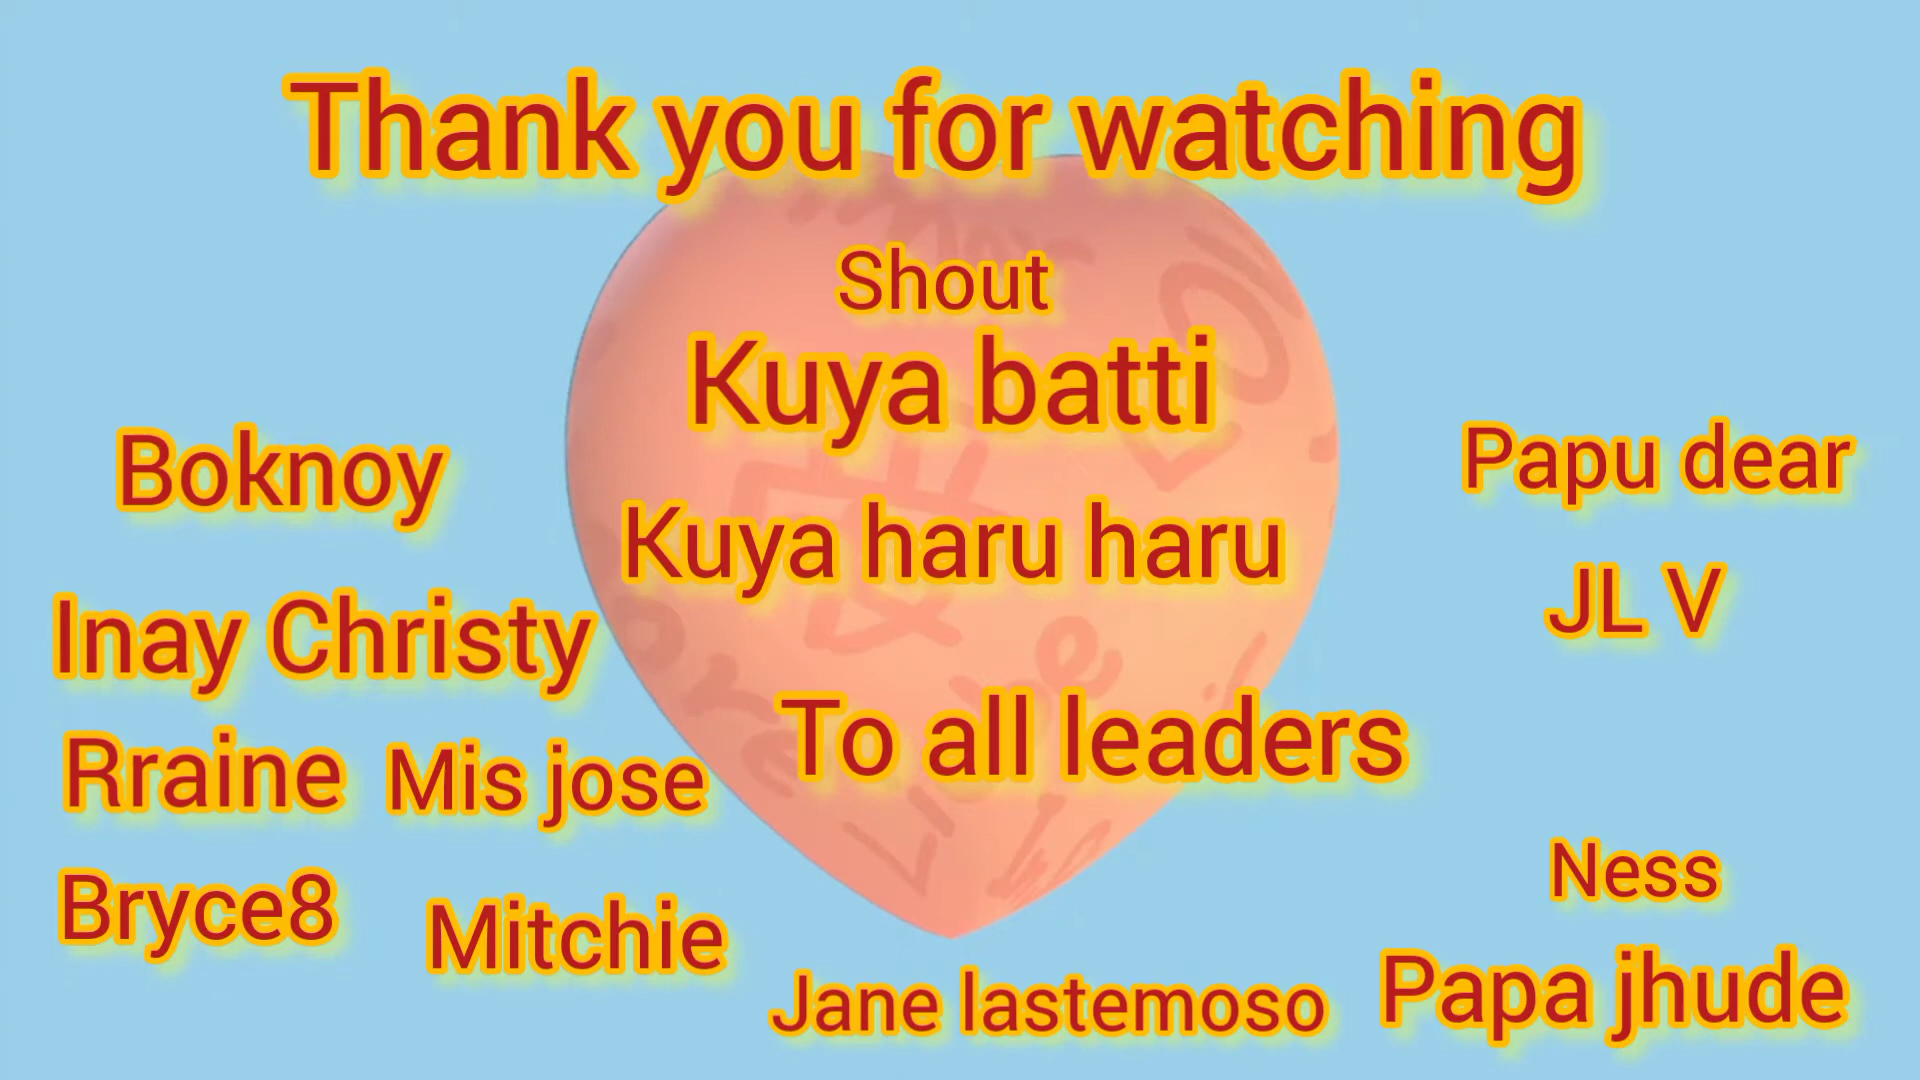 Thank you for watching
Shout
Kuya batti
Boknoy
Papu dear
Kuya haru haru
JL V
Inay Christy
To all leaders
Rraine
Mis jose
Ness
Bryce8
Mitchie
Papa jhude
Jane lastemoso